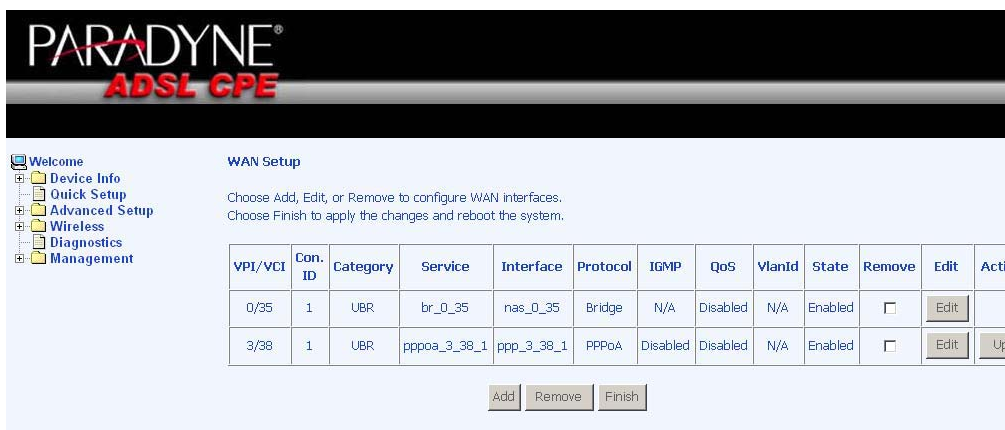 PARADYNE®
ADSL CPE
Welcome
Device Info
Quick Setup
Advanced Setup
Wireless
Diagnostics
Management
WAN Setup
Choose Add, Edit, or Remove to configure WAN interfaces.
Choose Finish to apply the changes and reboot the system.
VPI/VCI Con. ID Category Service Interface Protocol IGMP QoS VlanId State Remove Edit Acti
0/35 1 UBR br_0_35 nas_0_35 Bridge N/A Disabled N/A Enabled Edit
3/38 1 UBR pppoa_3_38_1 ppp_3_38_1 PPPoA Disabled Disabled N/A Enabled Edit Up
Add Remove Finish